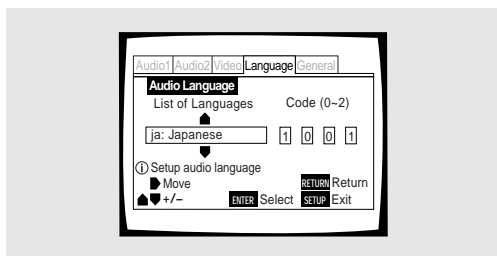 Audio1 Audio2 Video Language General
Audio Language
List of Languages Code (0~2)
ja: Japanese 1 0 0 1
i Setup audio language
Move RETURN Return
+/– ENTER Select SETUP Exit